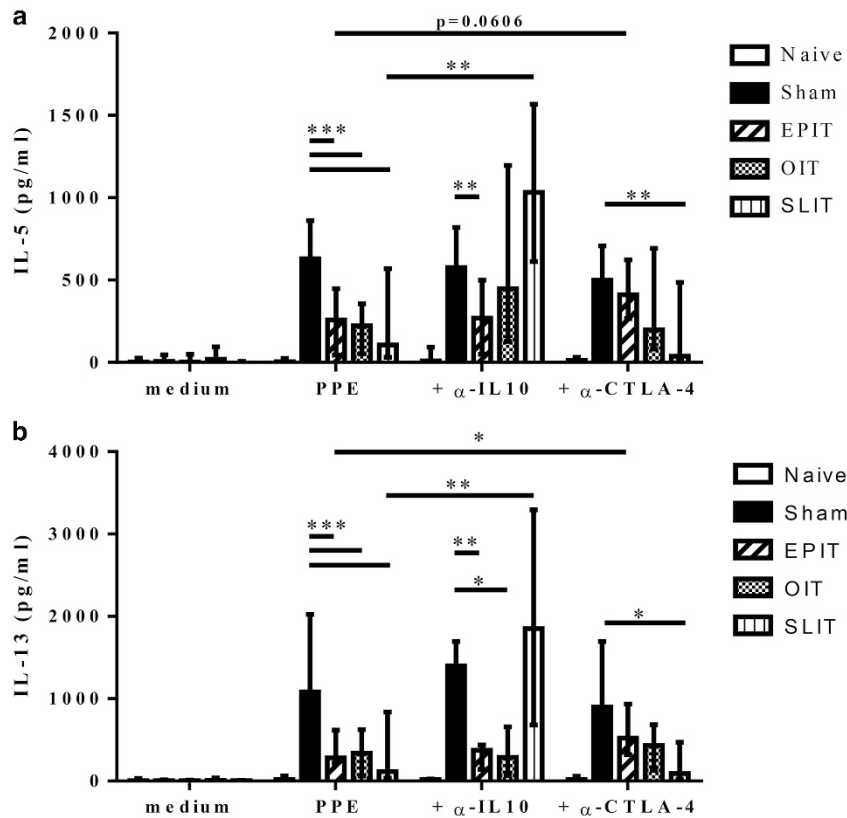 a
p=0.0606
2000
1500
1000
500
0
IL-5 (pg/ml)
**
***
**
**
Naive
Sham
EPIT
OIT
SLIT
medium PPE + α-IL10 + α-CTLA-4
b
*
4000
3000
2000
1000
0
IL-13 (pg/ml)
**
***
**
*
*
Naive
Sham
EPIT
OIT
SLIT
medium PPE + α-IL10 + α-CTLA-4